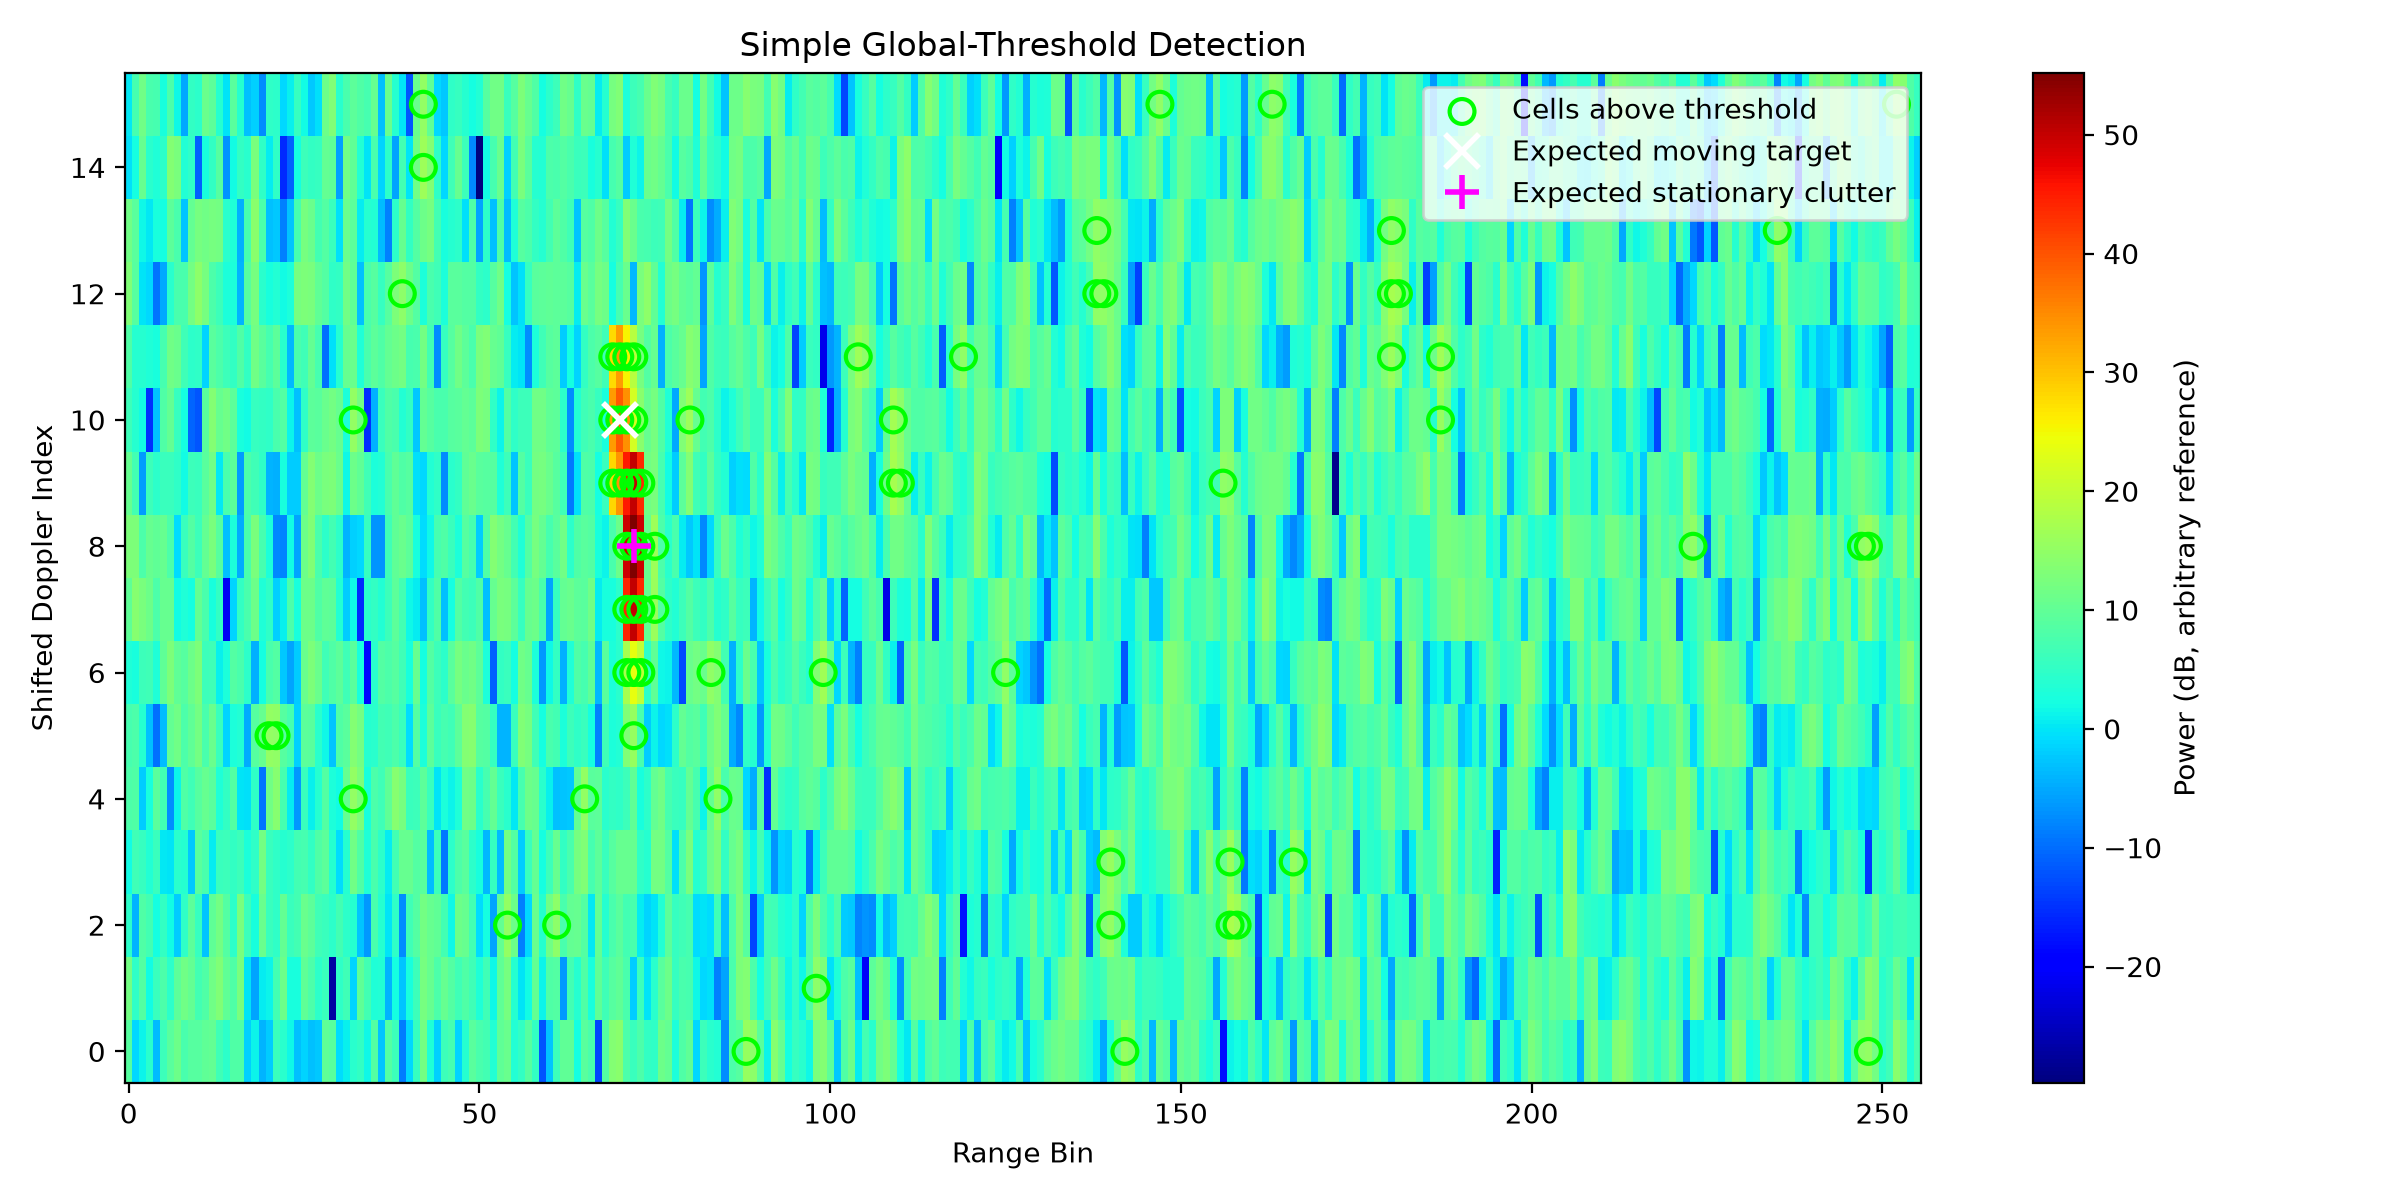 Simple Global-Threshold Detection
Cells above threshold
Expected moving target
Expected stationary clutter
14
12
10
8
6
4
2
0
Shifted Doppler Index
0 50 100 150 200 250
Range Bin
50
40
30
20
10
0
−10
−20
Power (dB, arbitrary reference)